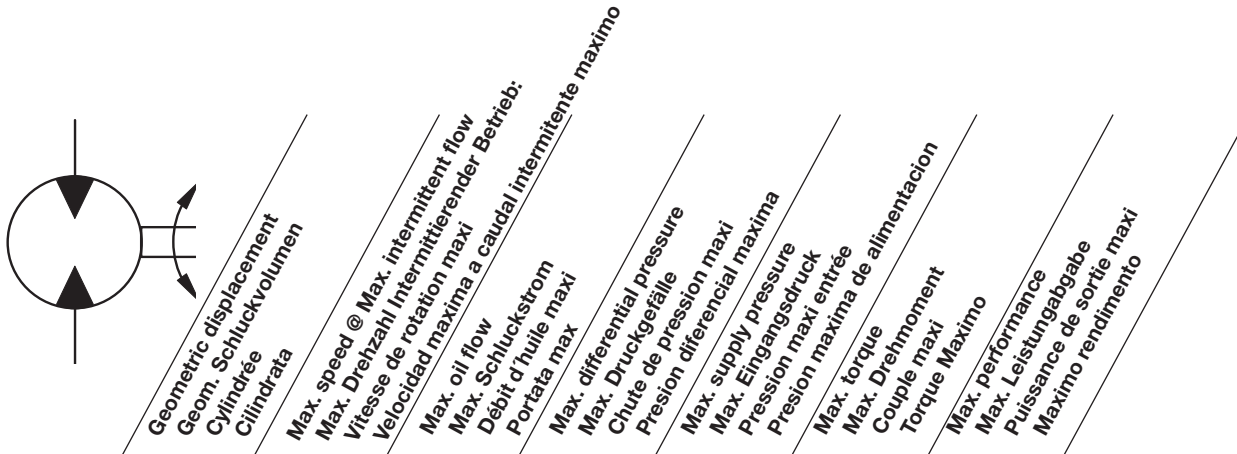 Geometric displacement
Geom. Schluckvolumen
Cylindrée
Cilindrata
Max. speed @ Max. intermittent flow
Max. Drehzahl Intermittierender Betrieb:
Vitesse de rotation maxi
Velocidad maxima a caudal intermitente maximo
Max. oil flow
Max. Schluckstrom
Débit d´huile maxi
Portata max
Max. differential pressure
Max. Druckgefälle
Chute de pression maxi
Presion diferencial maxima
Max. supply pressure
Max. Eingangsdruck
Pression maxi entrée
Presion maxima de alimentacion
Max. torque
Max. Drehmoment
Couple maxi
Torque Maximo
Max. performance
Max. Leistungabgabe
Puissance de sortie maxi
Maximo rendimento